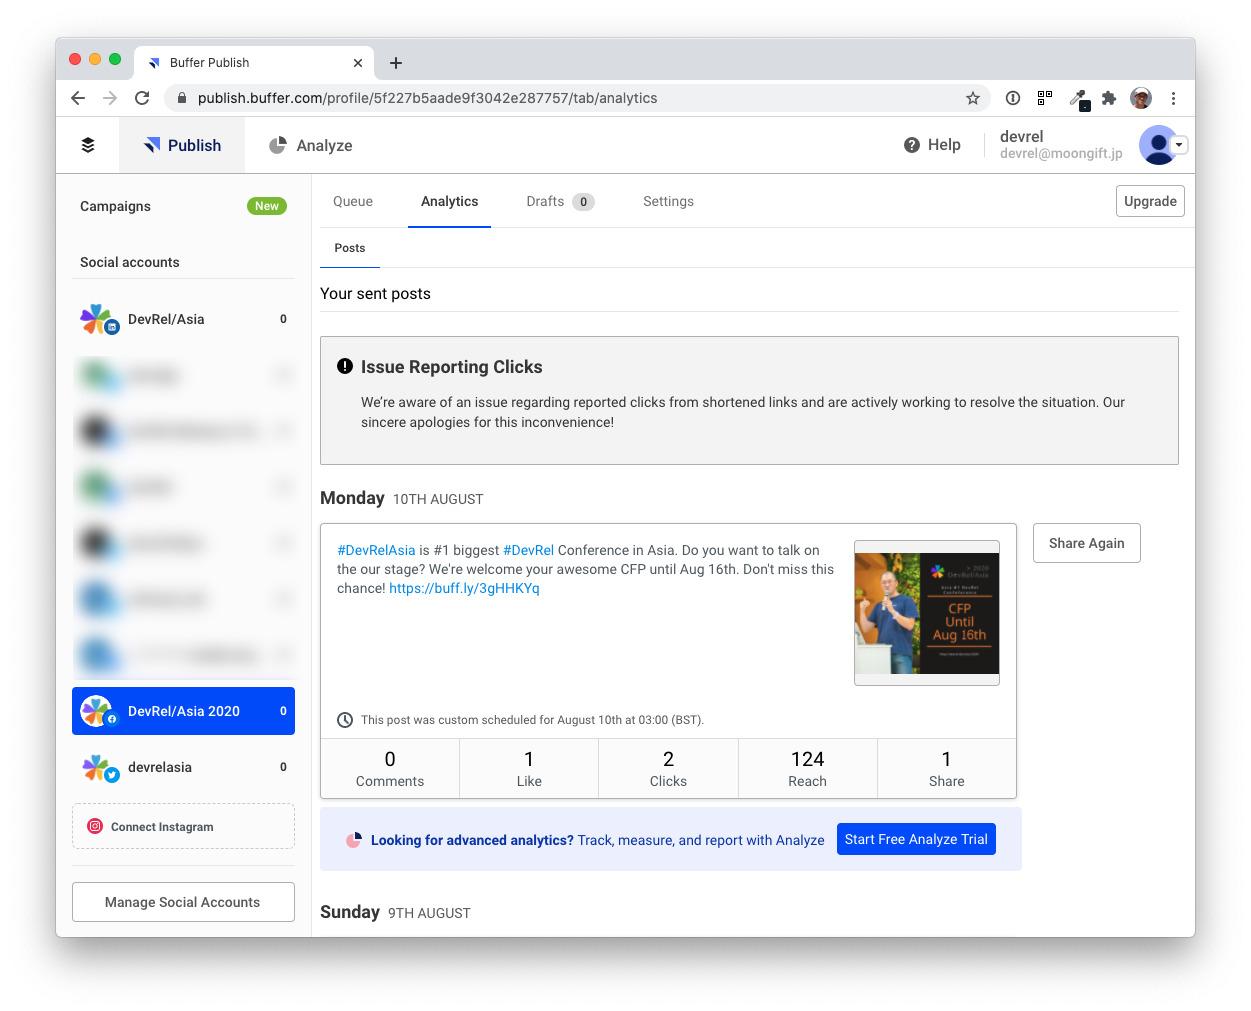 Buffer Publish
publish.buffer.com/profile/5f227b5aade9f3042e287757/tab/analytics
Publish
Analyze
Help
devrel
devrel@moongift.jp
Campaigns
New
Social accounts
DevRel/Asia
0
DevRel/Asia 2020
0
devrelasia
0
Connect Instagram
Manage Social Accounts
Queue
Analytics
Drafts
0
Settings
Upgrade
Posts
Your sent posts
Issue Reporting Clicks
We're aware of an issue regarding reported clicks from shortened links and are actively working to resolve the situation. Our
sincere apologies for this inconvenience!
Monday 10TH AUGUST
#DevRelAsia is #1 biggest #DevRel Conference in Asia. Do you want to talk on
the our stage? We're welcome your awesome CFP until Aug 16th. Don't miss this
chance! https://buff.ly/3gHHKYq
> 2020
DevRel/Asia
Asia #1 DevRel
Conference
CFP
Until
Aug 16th
Share Again
This post was custom scheduled for August 10th at 03:00 (BST).
0
Comments
1
Like
2
Clicks
124
Reach
1
Share
Looking for advanced analytics? Track, measure, and report with Analyze
Start Free Analyze Trial
Sunday 9TH AUGUST